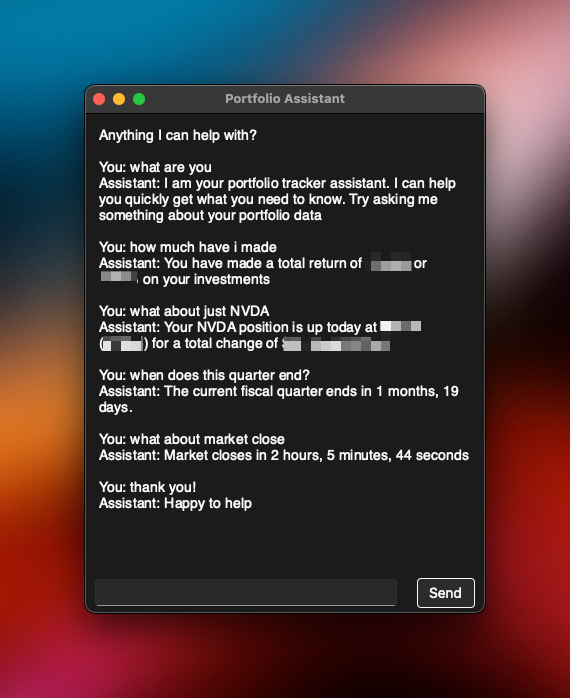 Portfolio Assistant
Anything I can help with?
You: what are you
Assistant: I am your portfolio tracker assistant. I can help
you quickly get what you need to know. Try asking me
something about your portfolio data
You: how much have i made
Assistant: You have made a total return of or
on your investments
You: what about just NVDA
Assistant: Your NVDA position is up today at
( ) for a total change of
You: when does this quarter end?
Assistant: The current fiscal quarter ends in 1 months, 19
days.
You: what about market close
Assistant: Market closes in 2 hours, 5 minutes, 44 seconds
You: thank you!
Assistant: Happy to help
Send